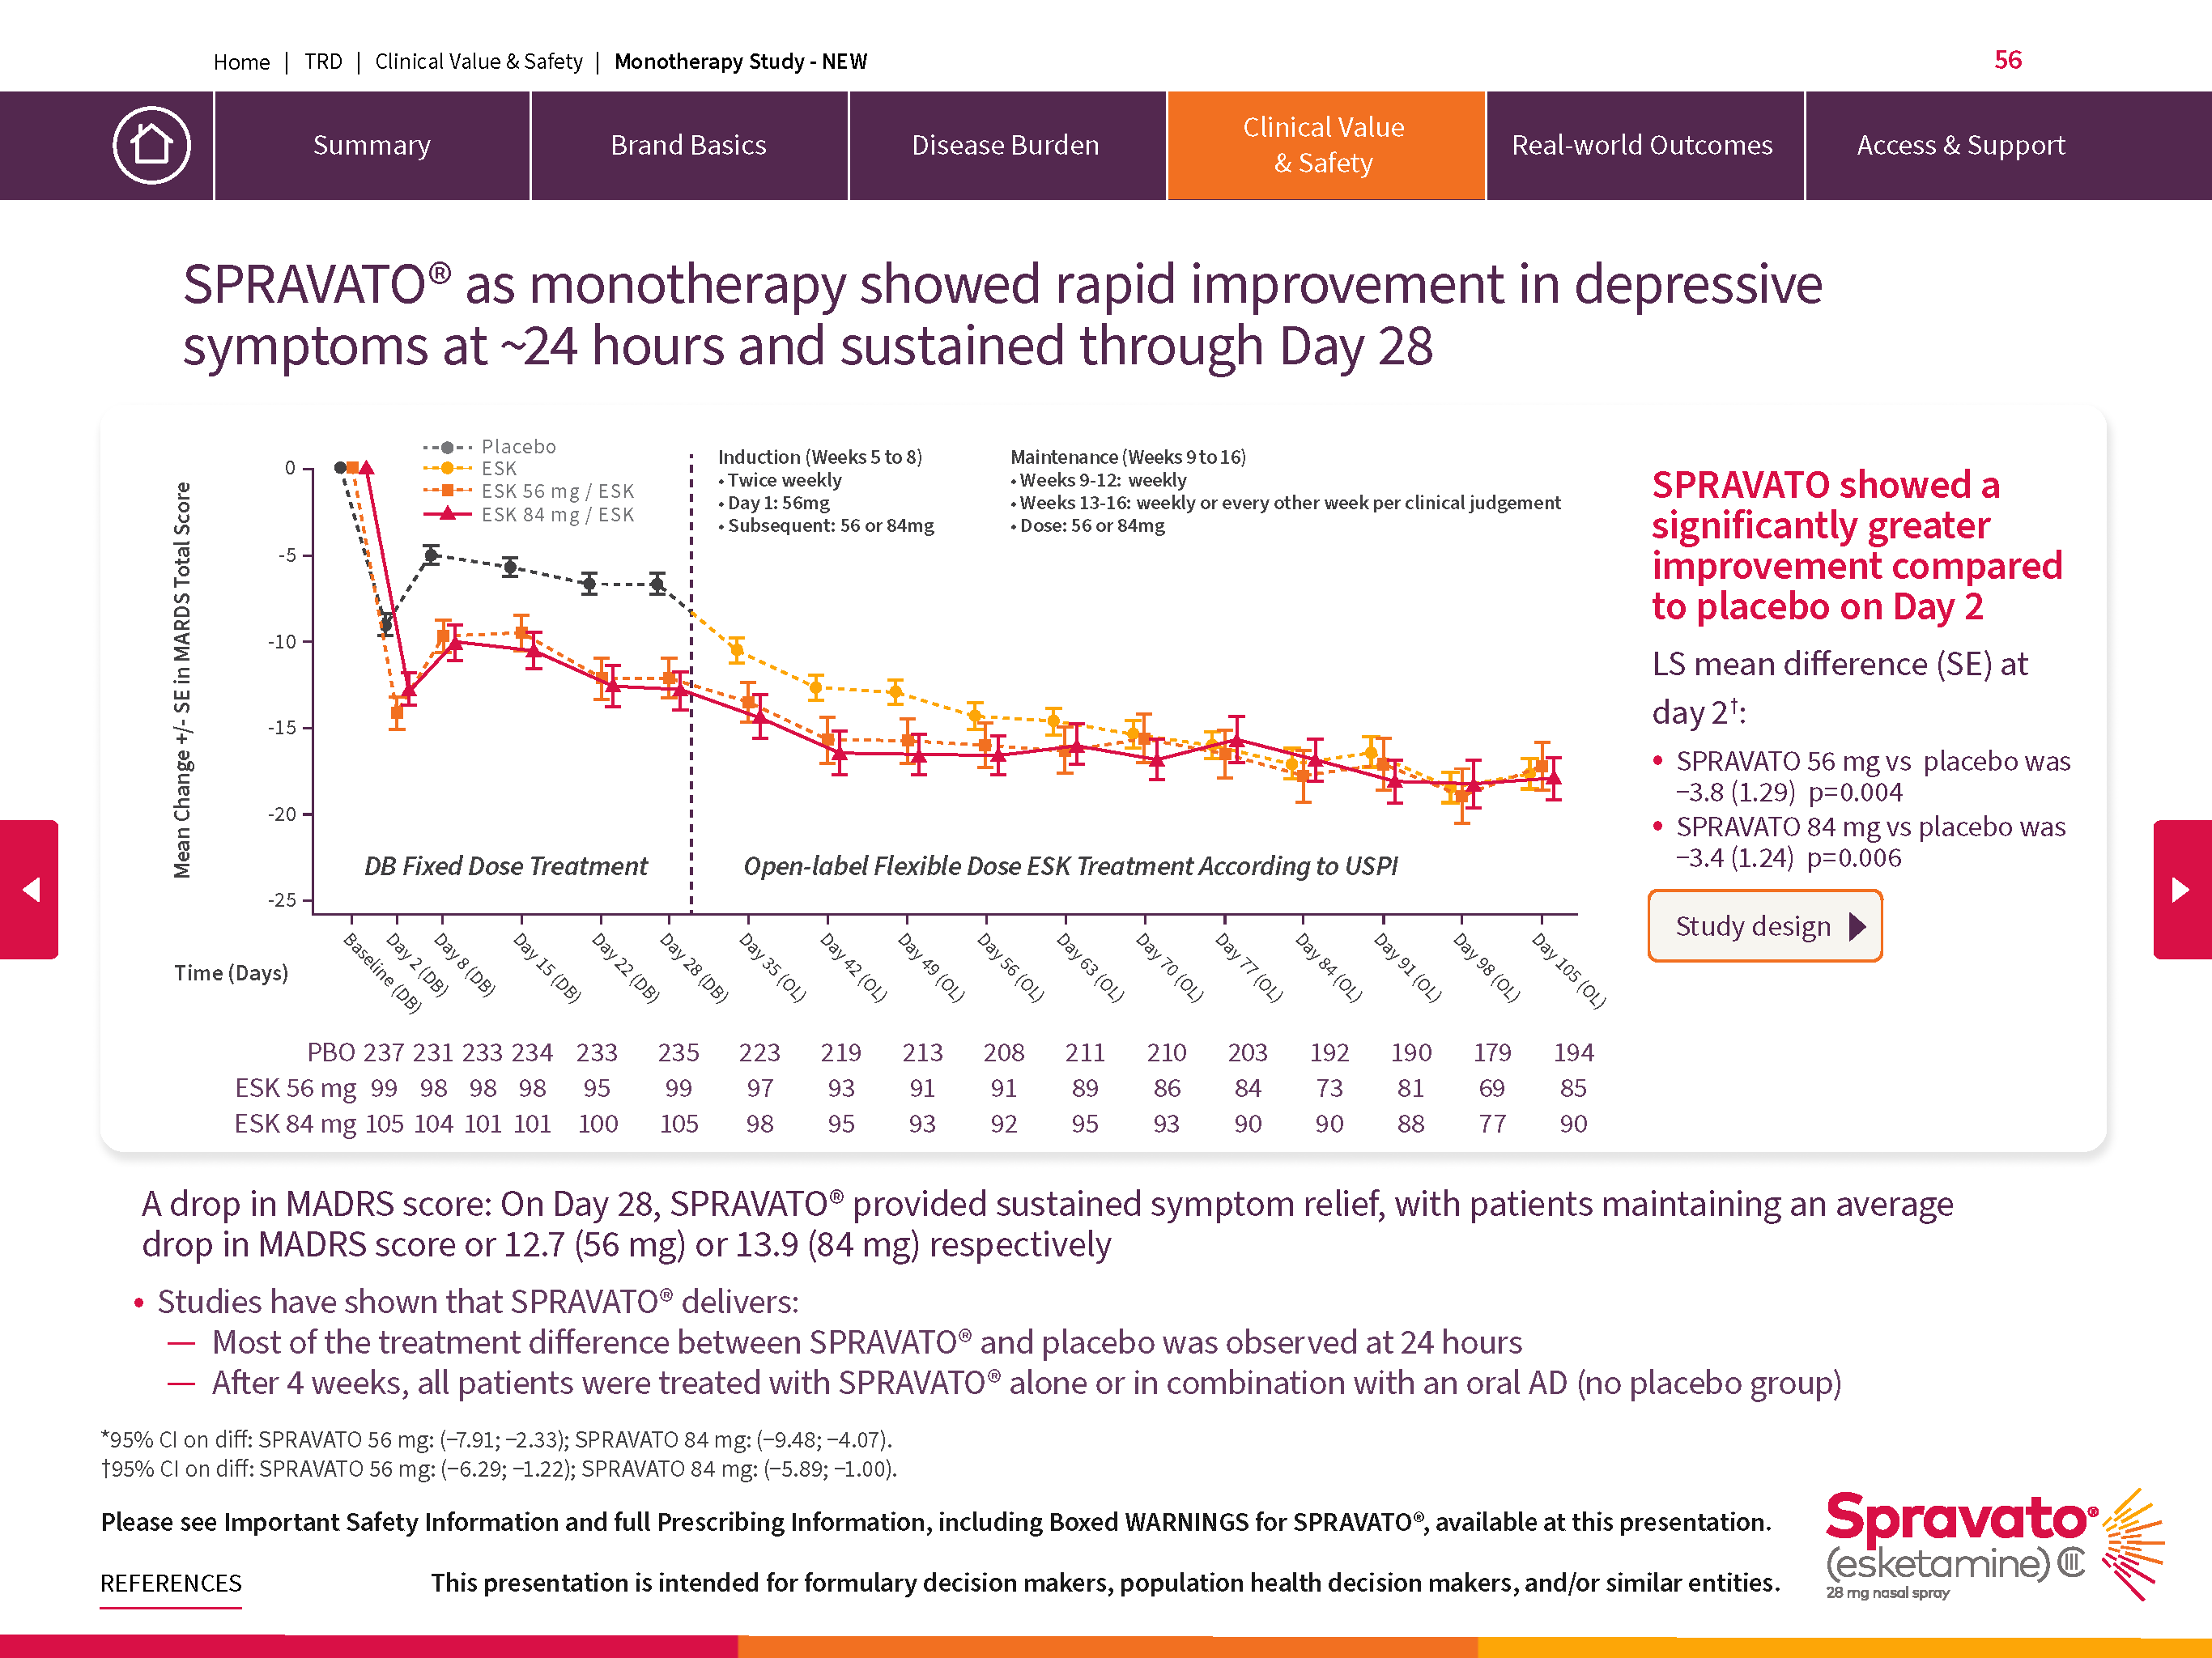 Home | TRD | Clinical Value & Safety | Monotherapy Study - NEW
56
Summary
Brand Basics
Disease Burden
Clinical Value
& Safety
Real-world Outcomes
Access & Support
SPRAVATO® as monotherapy showed rapid improvement in depressive
symptoms at ~24 hours and sustained through Day 28
Mean Change +/- SE in MARDS Total Score
0
-5
-10
-15
-20
-25
Placebo
ESK
ESK 56 mg / ESK
ESK 84 mg / ESK
Induction (Weeks 5 to 8)
• Twice weekly
• Day 1: 56mg
• Subsequent: 56 or 84mg
Maintenance (Weeks 9 to 16)
• Weeks 9-12: weekly
• Weeks 13-16: weekly or every other week per clinical judgement
• Dose: 56 or 84mg
DB Fixed Dose Treatment
Open-label Flexible Dose ESK Treatment According to USPI
Time (Days)
Baseline (DB)
Day 2 (DB)
Day 8 (DB)
Day 15 (DB)
Day 22 (DB)
Day 28 (DB)
Day 35 (OL)
Day 42 (OL)
Day 49 (OL)
Day 56 (OL)
Day 63 (OL)
Day 70 (OL)
Day 77 (OL)
Day 84 (OL)
Day 91 (OL)
Day 98 (OL)
Day 105 (OL)
PBO 237 231 233 234 233 235 223 219 213 208 211 210 203 192 190 179 194
ESK 56 mg 99 98 98 98 95 99 97 93 91 91 89 86 84 73 81 69 85
ESK 84 mg 105 104 101 101 100 105 98 95 93 92 95 93 90 90 88 77 90
SPRAVATO showed a
significantly greater
improvement compared
to placebo on Day 2
LS mean difference (SE) at
day 2†:
• SPRAVATO 56 mg vs placebo was
−3.8 (1.29) p=0.004
• SPRAVATO 84 mg vs placebo was
−3.4 (1.24) p=0.006
Study design
A drop in MADRS score: On Day 28, SPRAVATO® provided sustained symptom relief, with patients maintaining an average
drop in MADRS score or 12.7 (56 mg) or 13.9 (84 mg) respectively
• Studies have shown that SPRAVATO® delivers:
— Most of the treatment difference between SPRAVATO® and placebo was observed at 24 hours
— After 4 weeks, all patients were treated with SPRAVATO® alone or in combination with an oral AD (no placebo group)
*95% CI on diff: SPRAVATO 56 mg: (−7.91; −2.33); SPRAVATO 84 mg: (−9.48; −4.07).
†95% CI on diff: SPRAVATO 56 mg: (−6.29; −1.22); SPRAVATO 84 mg: (−5.89; −1.00).
Please see Important Safety Information and full Prescribing Information, including Boxed WARNINGS for SPRAVATO®, available at this presentation.
REFERENCES
This presentation is intended for formulary decision makers, population health decision makers, and/or similar entities.
Spravato®
(esketamine) CIII
28 mg nasal spray